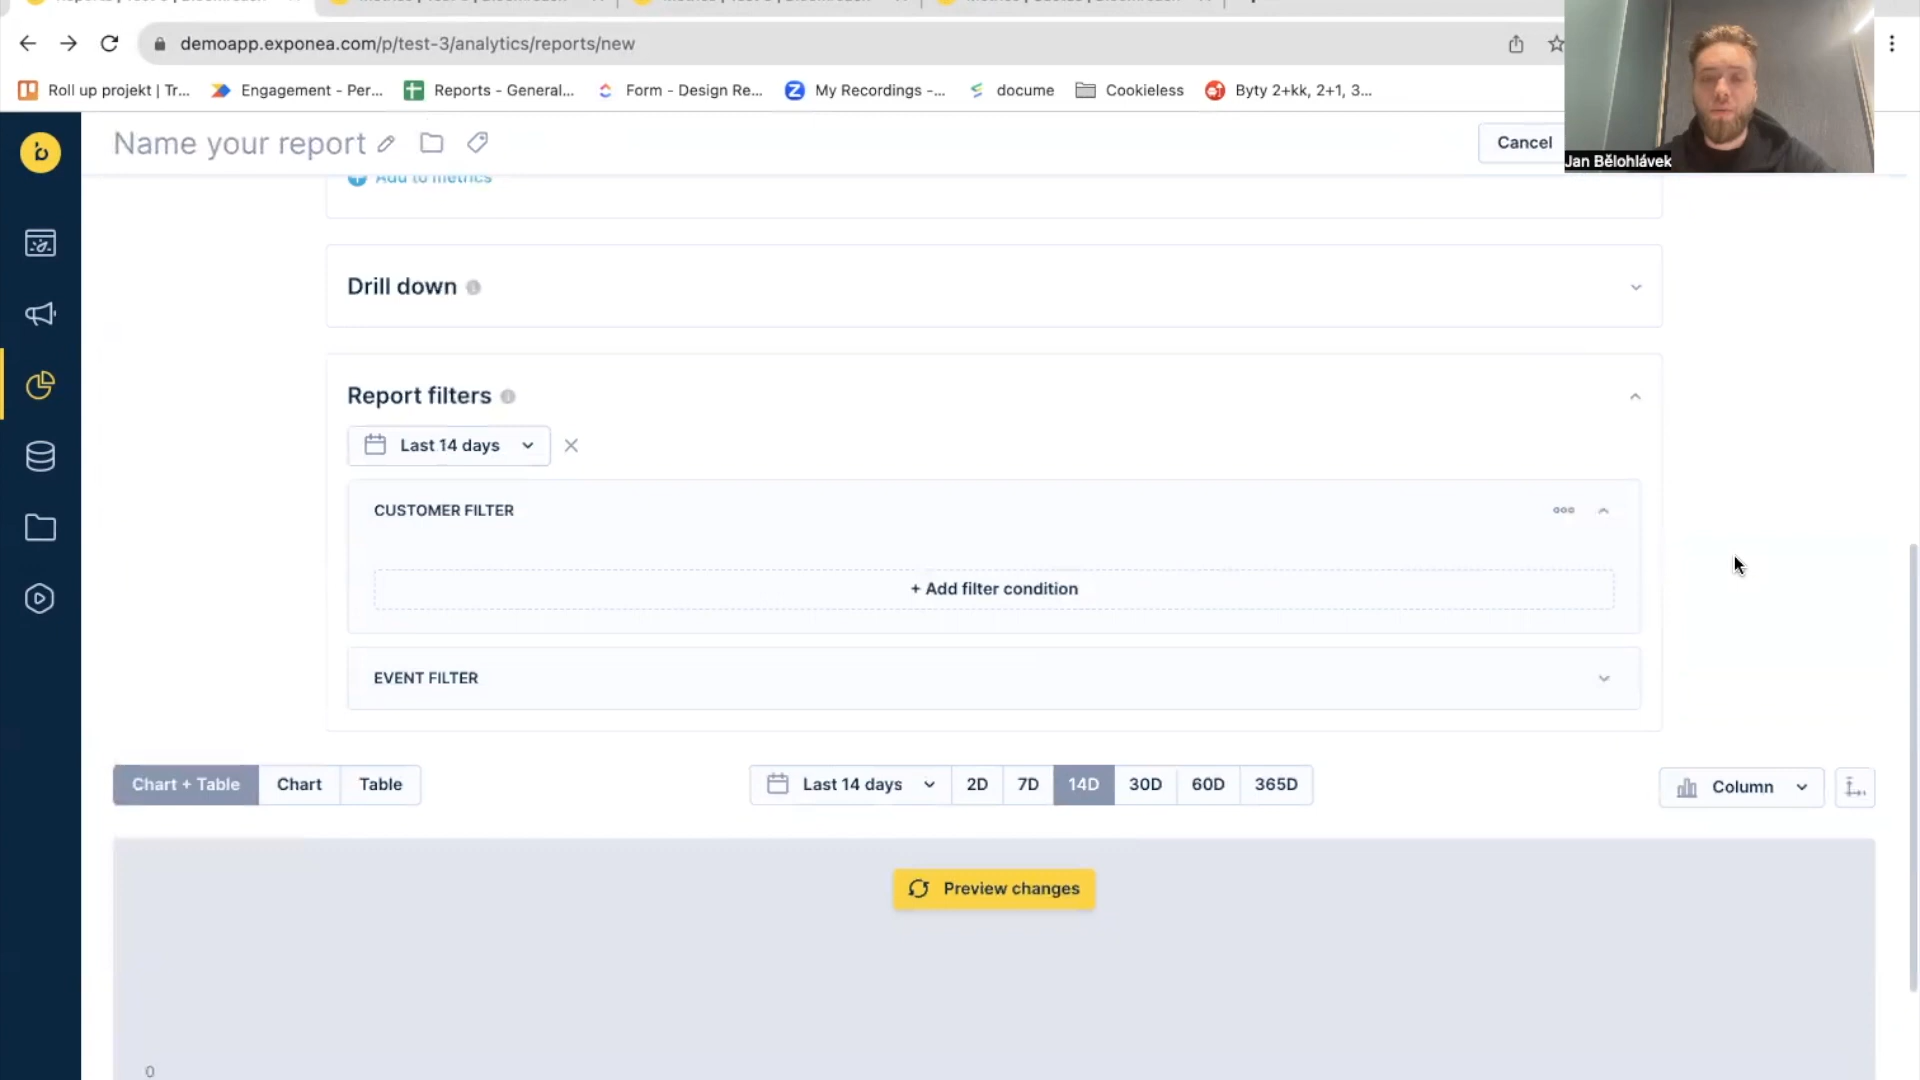 demoapp.exponea.com/p/test-3/analytics/reports/new
Roll up projekt | Tr...
Engagement - Per...
Reports - General...
Form - Design Re...
My Recordings -...
docume
Cookieless
Byty 2+kk, 2+1, 3...
Name your report
Cancel
Jan Bělohlávek
Add to metrics
Drill down
Report filters
Last 14 days
CUSTOMER FILTER
+ Add filter condition
EVENT FILTER
Chart + Table
Chart
Table
Last 14 days
2D
7D
14D
30D
60D
365D
Column
Preview changes
0